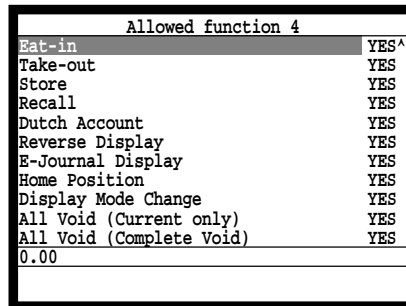 Allowed function 4
Eat-in YES^
Take-out YES
Store YES
Recall YES
Dutch Account YES
Reverse Display YES
E-Journal Display YES
Home Position YES
Display Mode Change YES
All Void (Current only) YES
All Void (Complete Void) YES
0.00